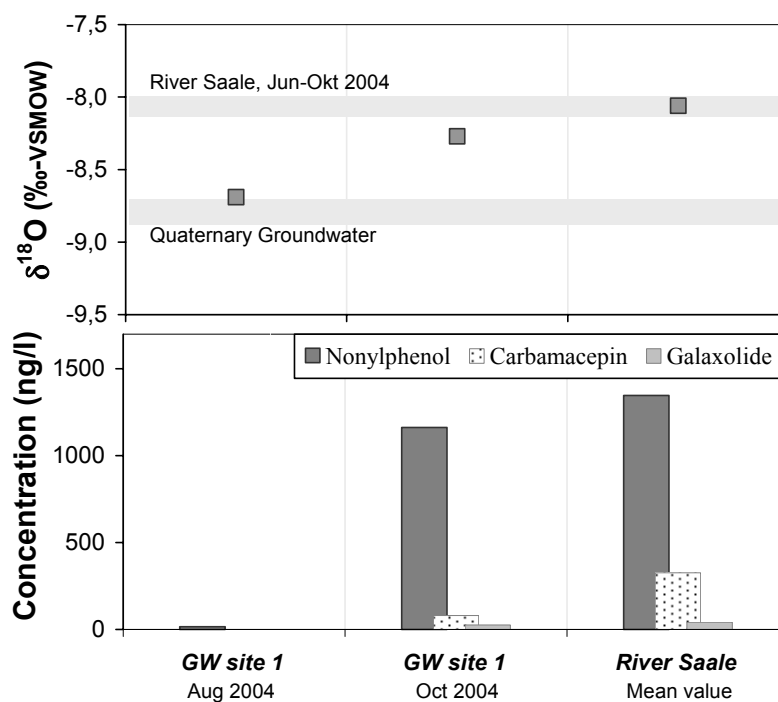 -7,5
River Saale, Jun-Okt 2004
-8,0
-8,5
Quaternary Groundwater
-9,0
-9,5
δ¹⁸O (‰-VSMOW)
Nonylphenol Carbamacepin Galaxolide
1500
1000
500
0
Concentration (ng/l)
GW site 1 GW site 1 River Saale
Aug 2004 Oct 2004 Mean value